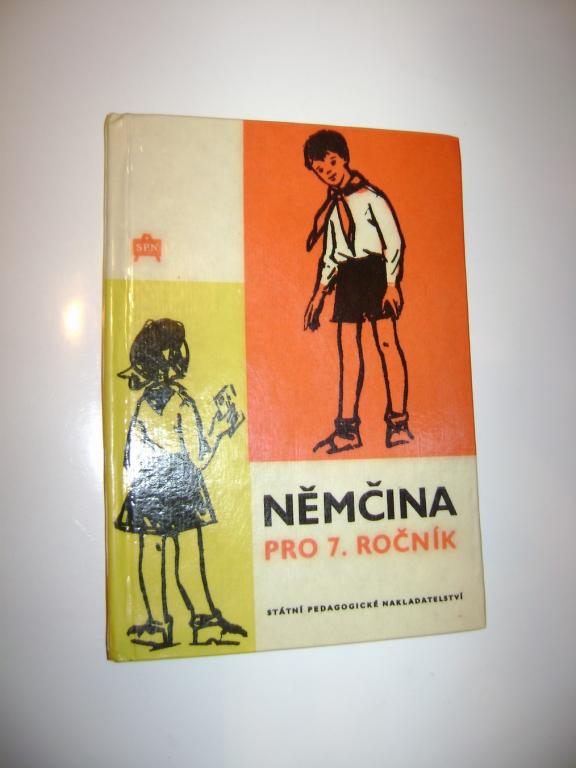 SPN
NĚMČINA
PRO 7. ROČNÍK
STÁTNÍ PEDAGOGICKÉ NAKLADATELSTVÍ